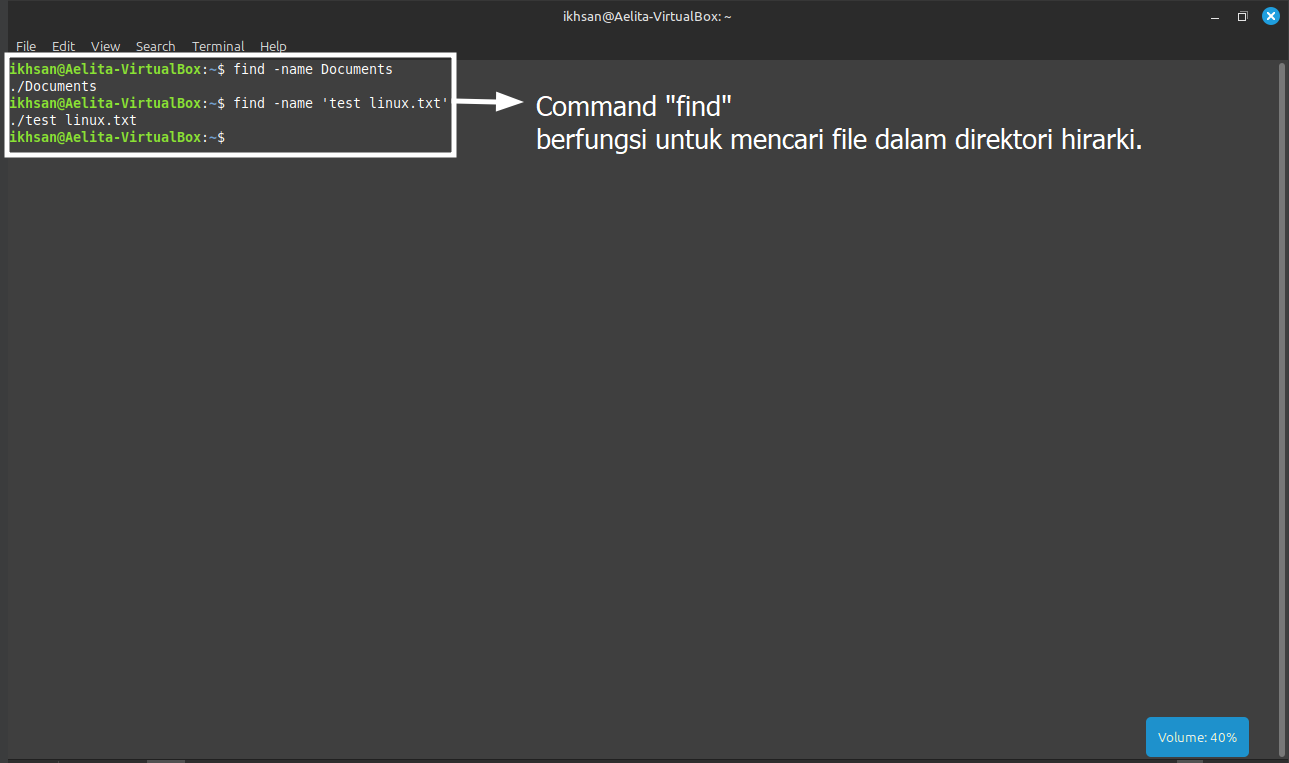 ikhsan@Aelita-VirtualBox: ~
File Edit View Search Terminal Help
ikhsan@Aelita-VirtualBox:~$ find -name Documents
./Documents
ikhsan@Aelita-VirtualBox:~$ find -name 'test linux.txt'
./test linux.txt
ikhsan@Aelita-VirtualBox:~$
Command "find"
berfungsi untuk mencari file dalam direktori hirarki.
Volume: 40%